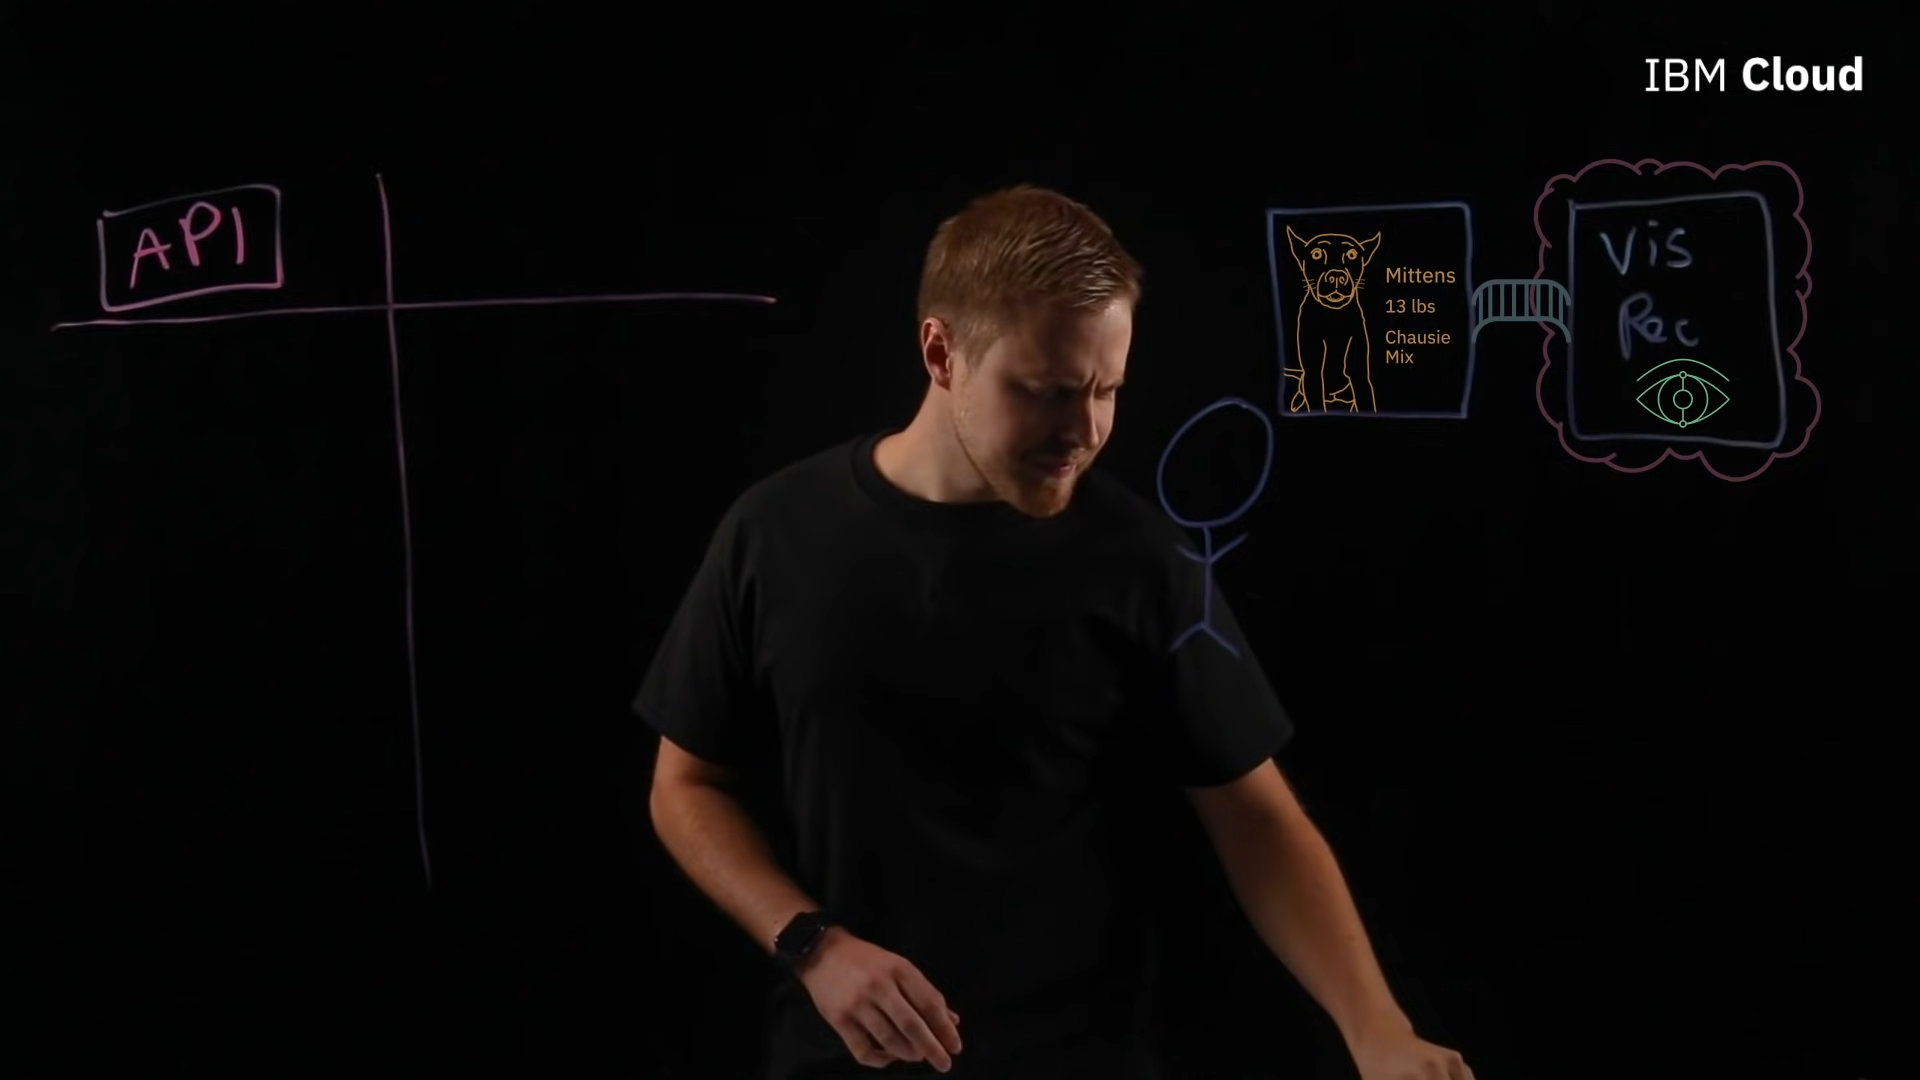 IBM Cloud
API
Mittens
13 lbs
Chausie
Mix
Vis
Rec